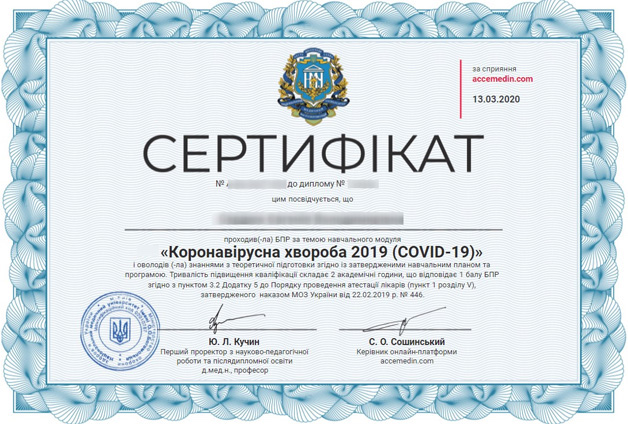 за сприяння
accemedin.com
13.03.2020
СЕРТИФІКАТ
№ до диплому №
цим посвідчується, що
проходив(-ла) БПР за темою навчального модуля
«Коронавірусна хвороба 2019 (COVID-19)»
і оволодів (-ла) знаннями з теоретичної підготовки згідно із затвердженими навчальним планом та
програмою. Тривалість підвищення кваліфікації складає 2 академічні години, що відповідає 1 балу БПР
згідно з пунктом 3.2 Додатку 5 до Порядку проведення атестації лікарів (пункт 1 розділу V),
затвердженого наказом МОЗ України від 22.02.2019 р. № 446.
Ю. Л. Кучин
Перший проректор з науково-педагогічної
роботи та післядипломної освіти
д.мед.н., професор
С. О. Сошинський
Керівник онлайн-платформи
accemedin.com